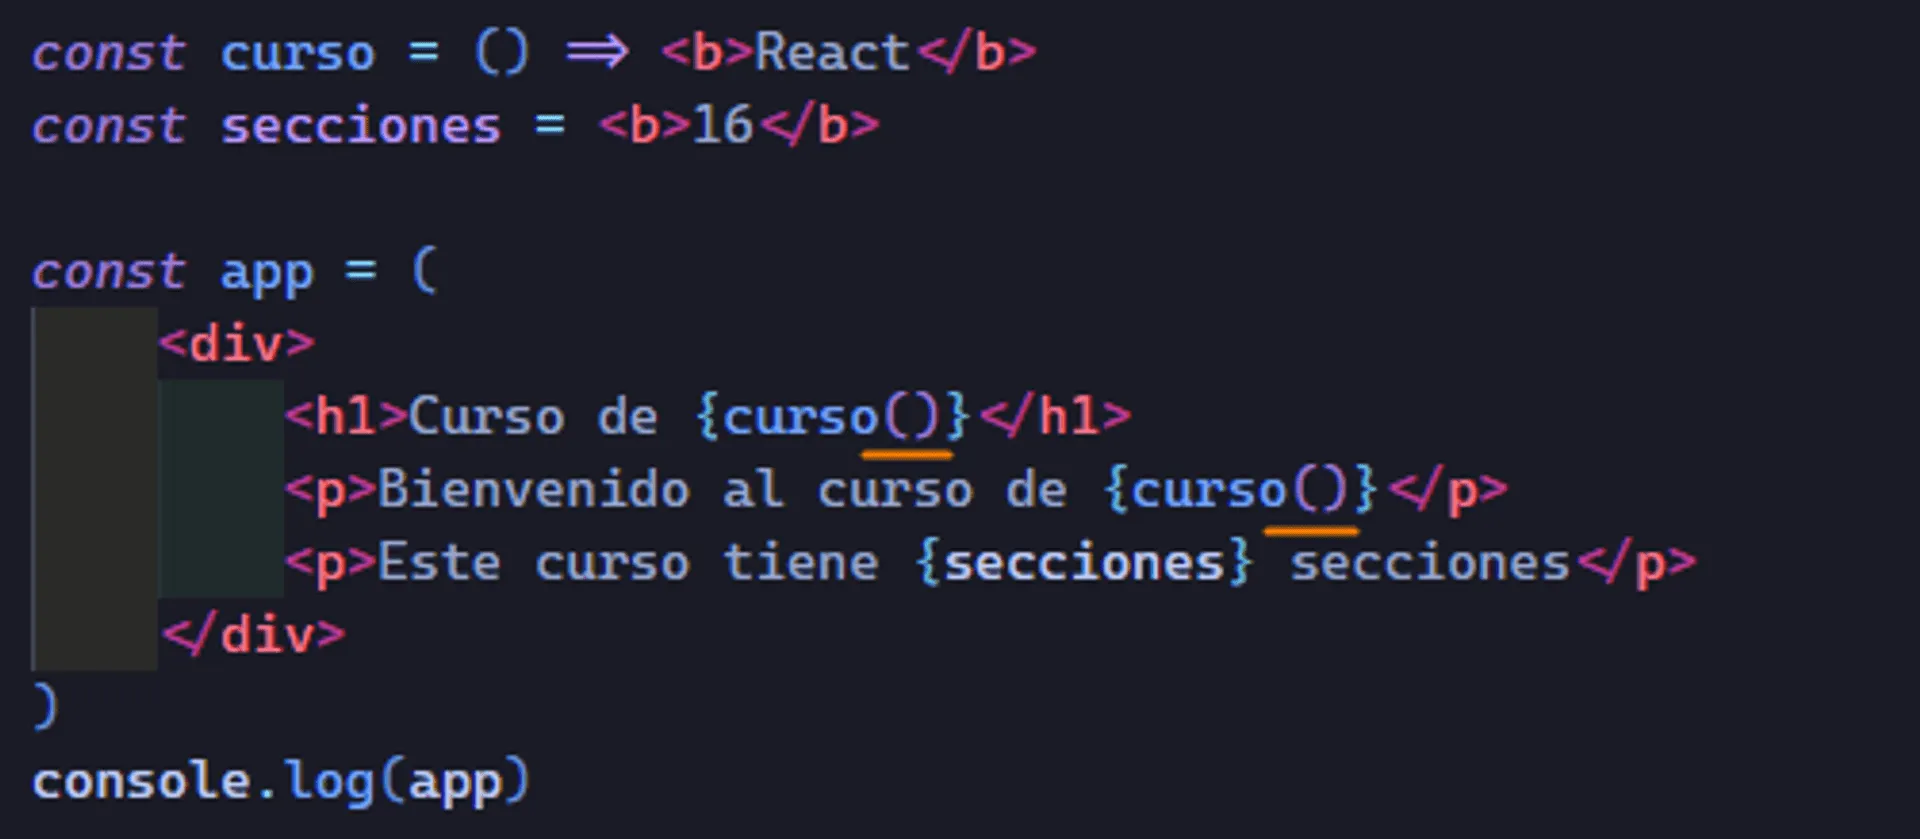 const curso = () => <b>React</b>
const secciones = <b>16</b>
const app = (
<div>
<h1>Curso de {curso()}</h1>
<p>Bienvenido al curso de {curso()}</p>
<p>Este curso tiene {secciones} secciones</p>
</div>
)
console.log(app)